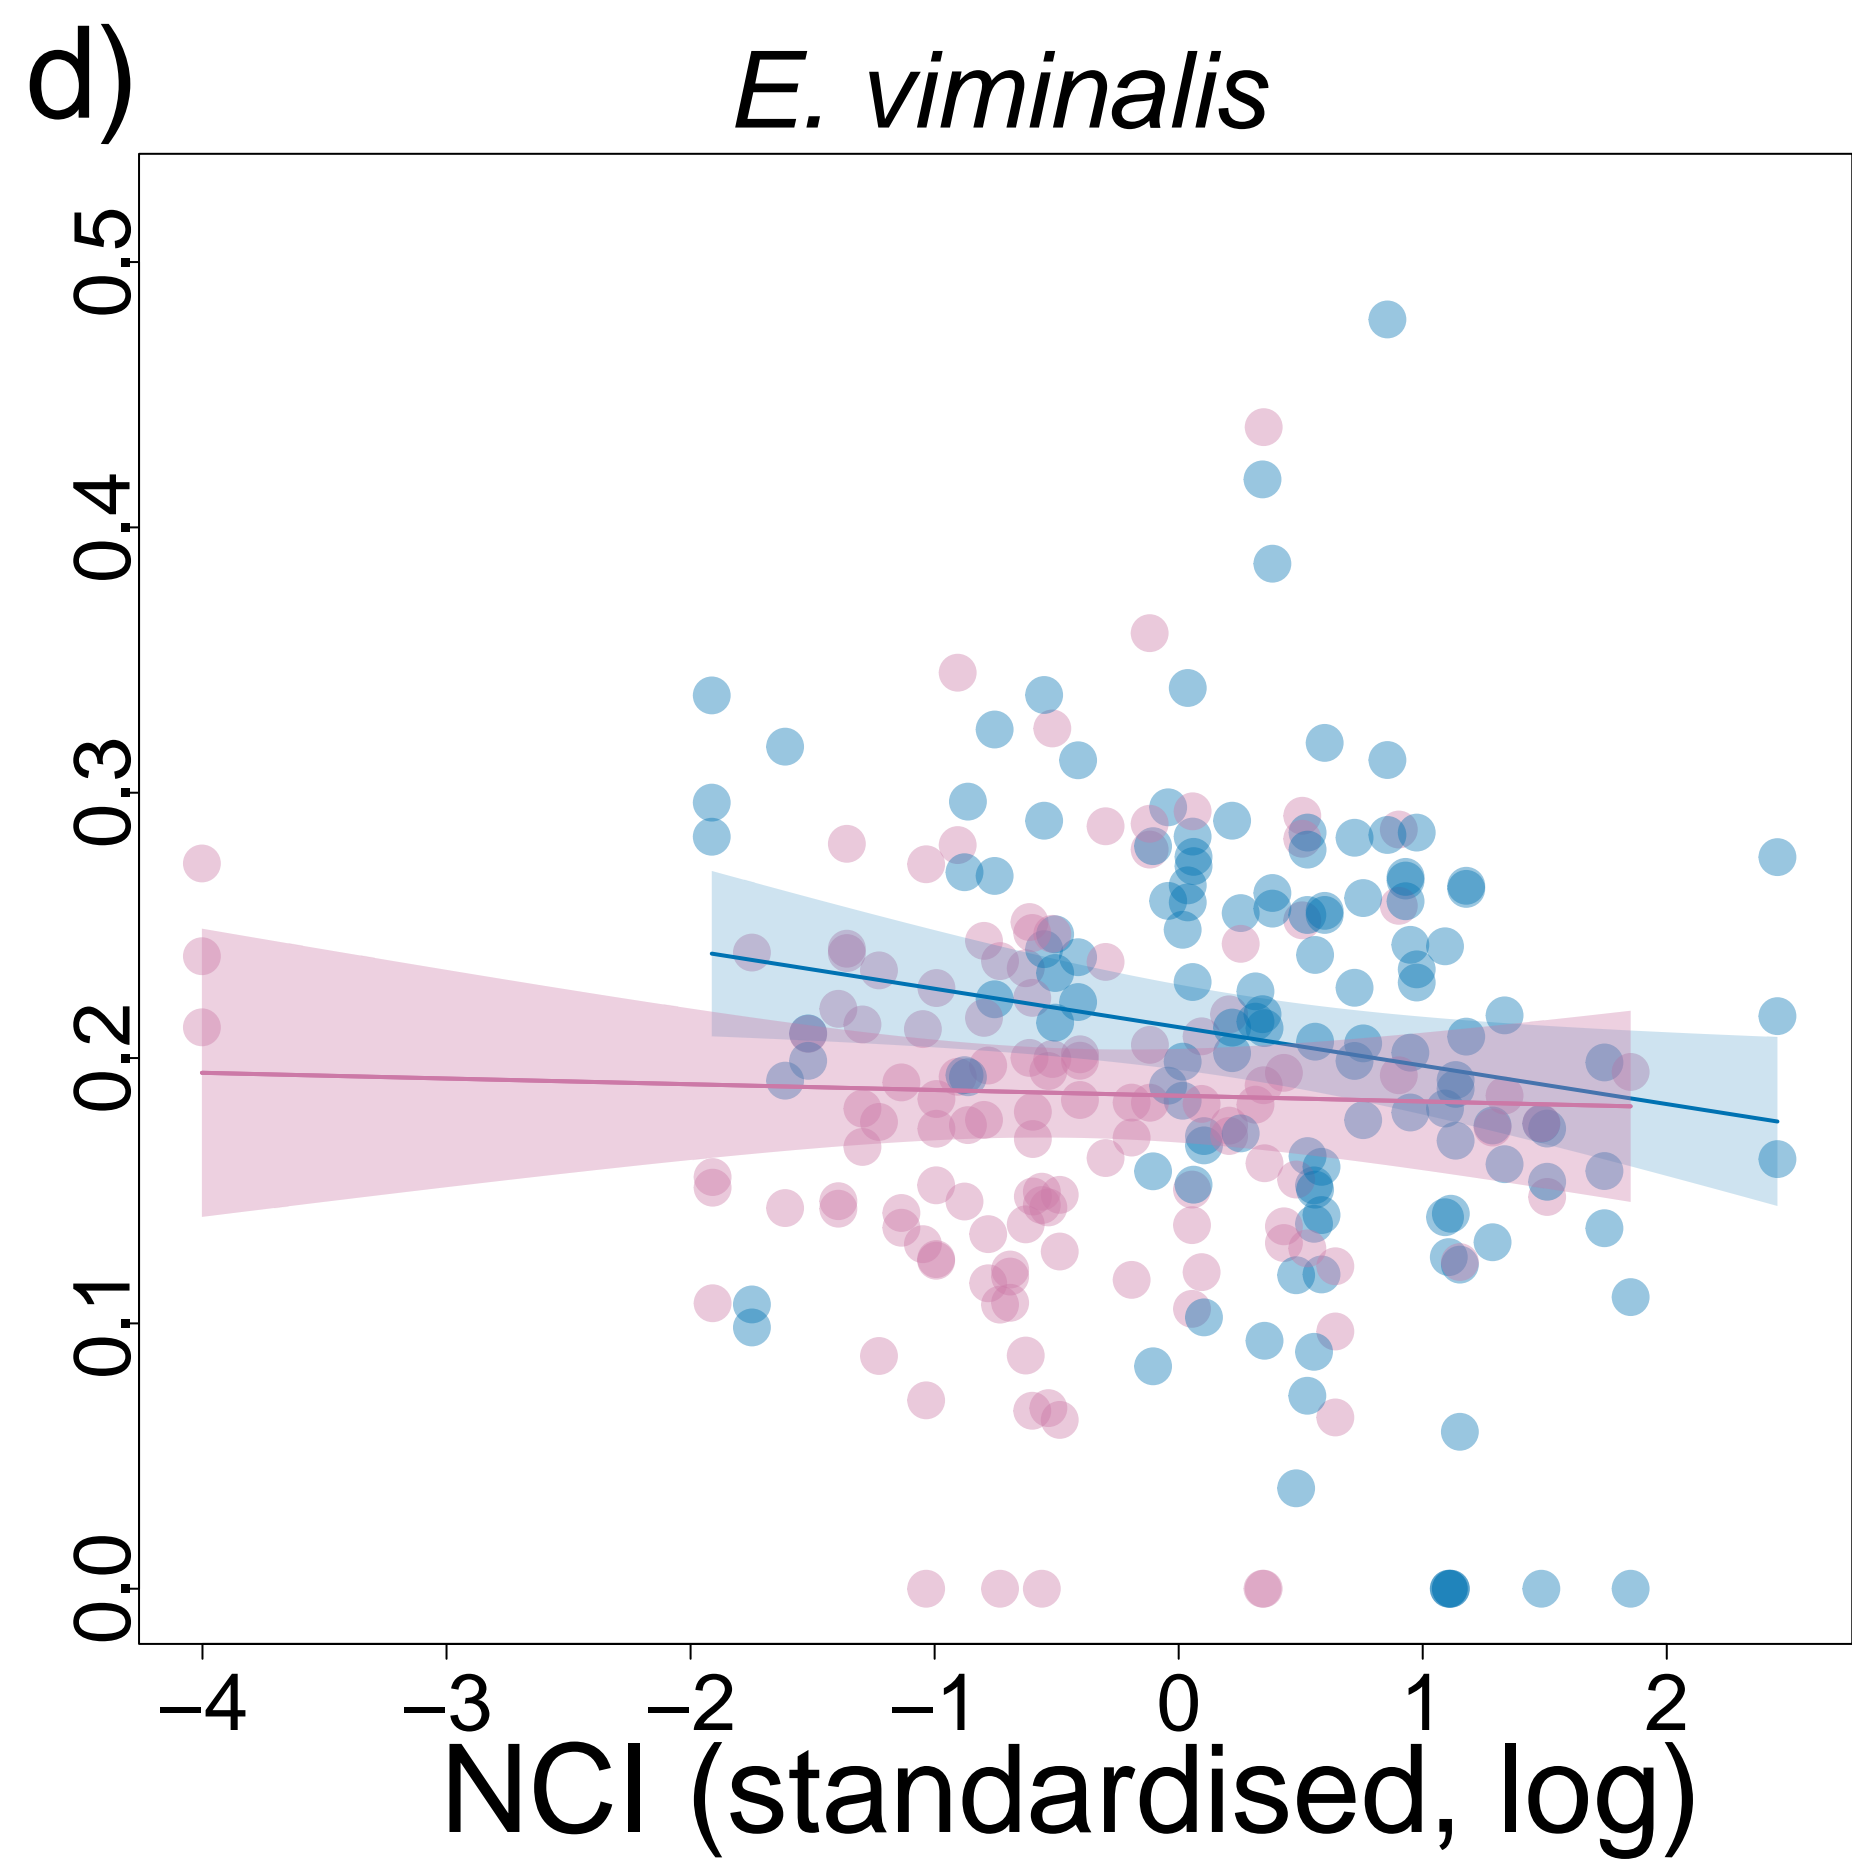 d)
E. viminalis
0.5
0.4
0.3
0.2
0.1
0.0
–4 –3 –2 –1 0 1 2
NCI (standardised, log)